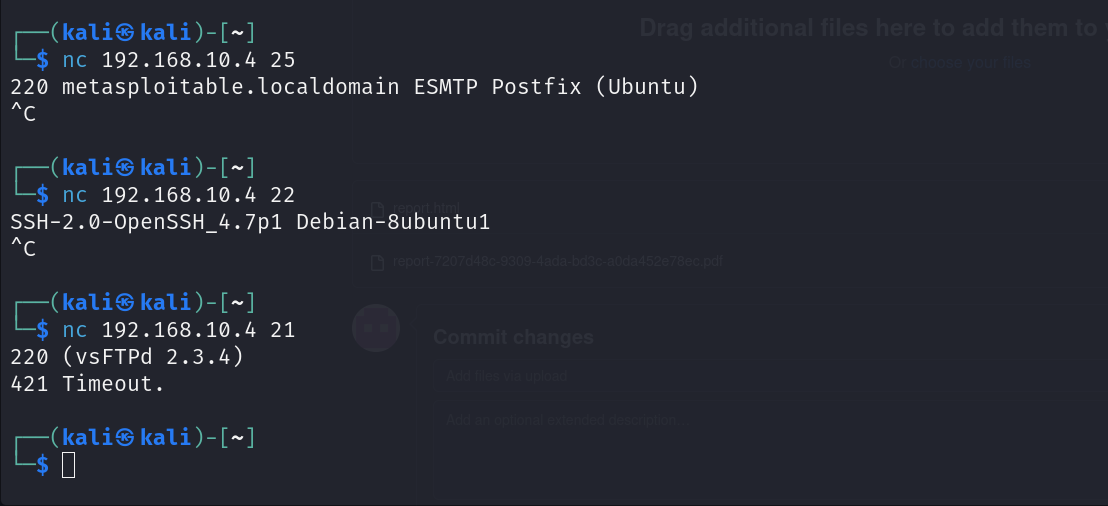 ┌──(kali㉿kali)-[~]
└─$ nc 192.168.10.4 25
220 metasploitable.localdomain ESMTP Postfix (Ubuntu)
^C
┌──(kali㉿kali)-[~]
└─$ nc 192.168.10.4 22
SSH-2.0-OpenSSH_4.7p1 Debian-8ubuntu1
^C
┌──(kali㉿kali)-[~]
└─$ nc 192.168.10.4 21
220 (vsFTPd 2.3.4)
421 Timeout.
┌──(kali㉿kali)-[~]
└─$
Drag additional files here to add them to
Or choose your files
report.html
report-7207d48c-9309-4ada-bd3c-a0da452e78ec.pdf
Commit changes
Add files via upload
Add an optional extended description